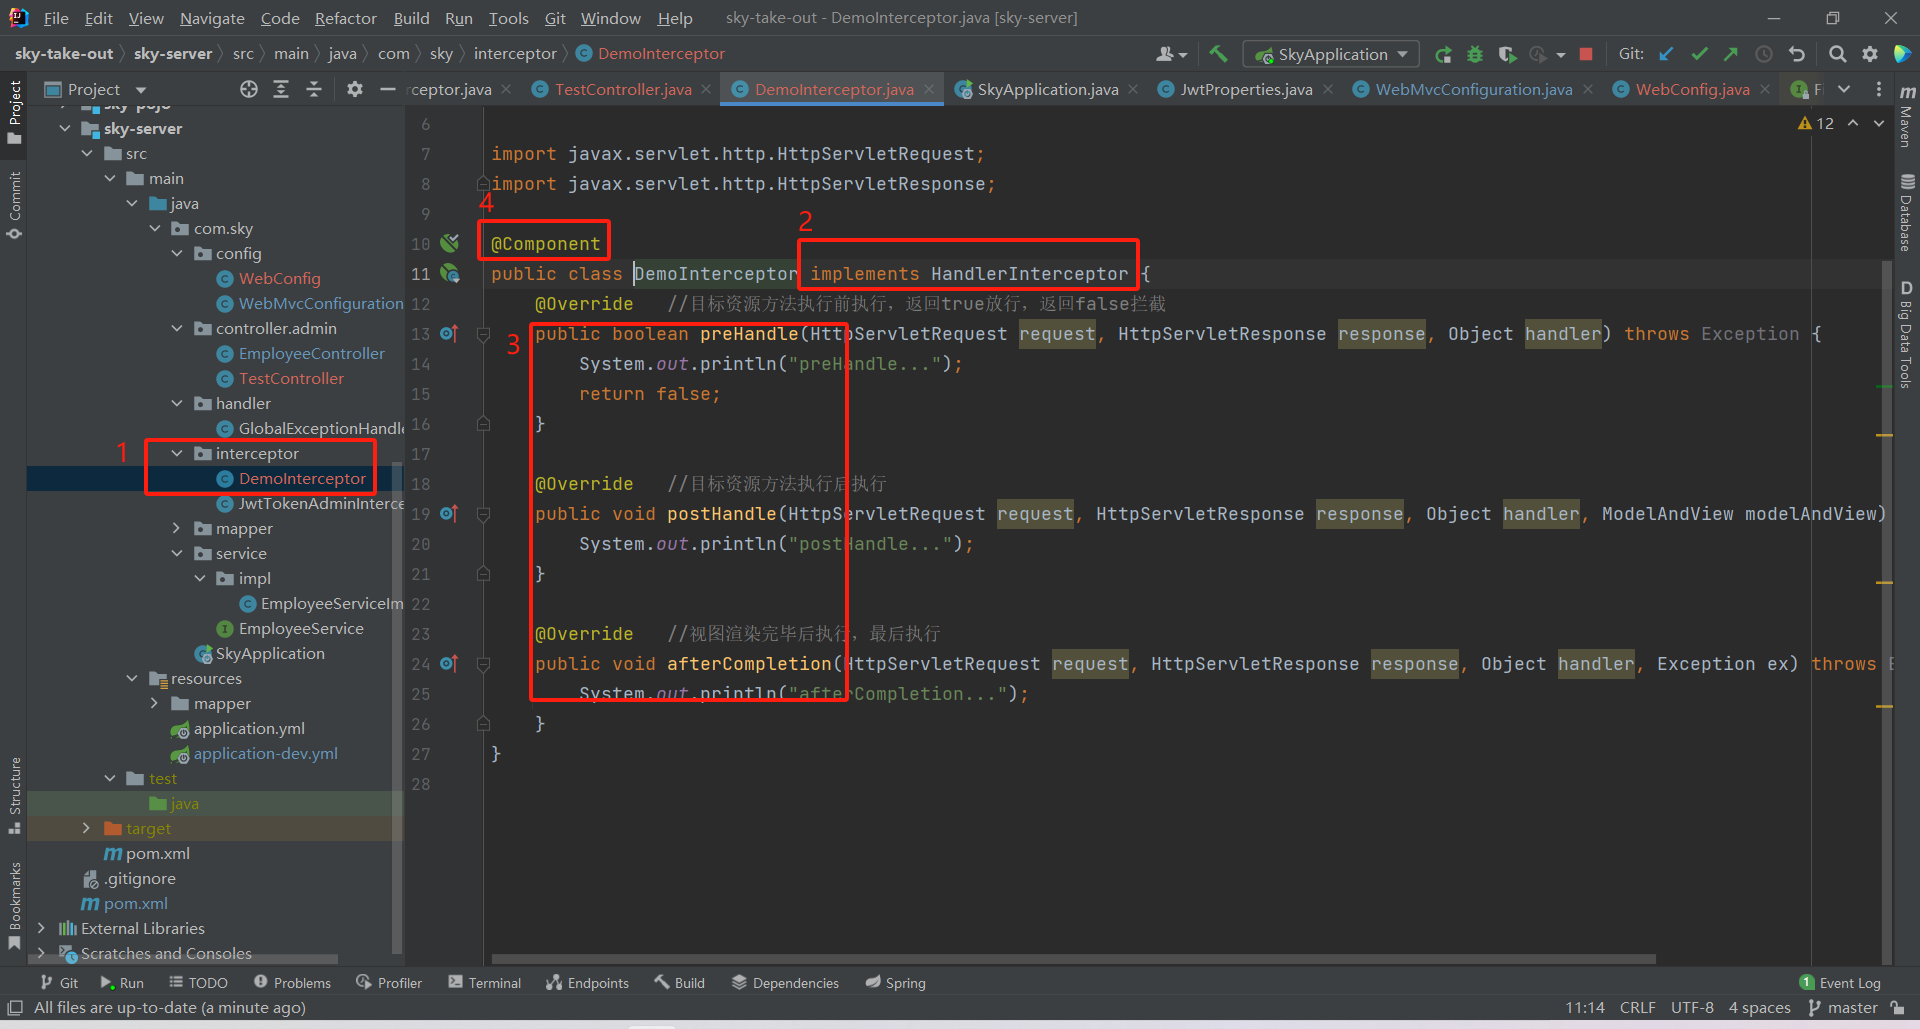 File Edit View Navigate Code Refactor Build Run Tools Git Window Help sky-take-out - DemoInterceptor.java [sky-server]
sky-take-out sky-server src main java com sky interceptor DemoInterceptor SkyApplication Git:
Project ceptor.java TestController.java DemoInterceptor.java SkyApplication.java JwtProperties.java WebMvcConfiguration.java WebConfig.java
Project
Commit
Structure
Bookmarks
sky-server
src
main
java
com.sky
config
WebConfig
WebMvcConfiguration
controller.admin
EmployeeController
TestController
handler
GlobalExceptionHandle
1
interceptor
DemoInterceptor
JwtTokenAdminInterce
mapper
service
impl
EmployeeServiceIm
EmployeeService
SkyApplication
resources
mapper
application.yml
application-dev.yml
test
java
target
pom.xml
.gitignore
pom.xml
External Libraries
Scratches and Consoles
12
6
7 import javax.servlet.http.HttpServletRequest;
8 import javax.servlet.http.HttpServletResponse;
9
4
2
10 @Component
11 public class DemoInterceptor implements HandlerInterceptor {
12 @Override //目标资源方法执行前执行，返回true放行，返回false拦截
3
13 public boolean preHandle(HttpServletRequest request, HttpServletResponse response, Object handler) throws Exception {
14 System.out.println("preHandle...");
15 return false;
16 }
17
18 @Override //目标资源方法执行后执行
19 public void postHandle(HttpServletRequest request, HttpServletResponse response, Object handler, ModelAndView modelAndView)
20 System.out.println("postHandle...");
21 }
22
23 @Override //视图渲染完毕后执行，最后执行
24 public void afterCompletion(HttpServletRequest request, HttpServletResponse response, Object handler, Exception ex) throws E
25 System.out.println("afterCompletion...");
26 }
27 }
28
Maven
Database
Big Data Tools
Git Run TODO Problems Profiler Terminal Endpoints Build Dependencies Spring 1 Event Log
All files are up-to-date (a minute ago) 11:14 CRLF UTF-8 4 spaces master